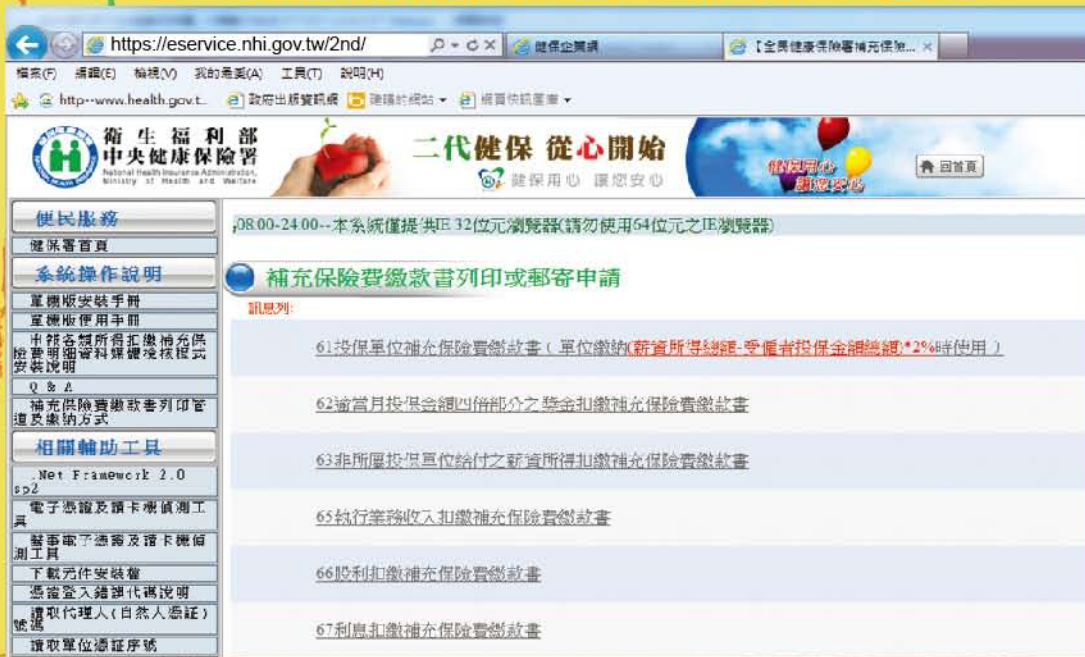 https://eservice.nhi.gov.tw/2nd/
健保企業網
【全民健康保險署補充保險...
檔案(F) 編輯(E) 檢視(V) 我的最愛(A) 工具(T) 說明(H)
http--www.health.gov.t...
政府出版資訊網
建議的網站
網頁快訊圖庫
衛生福利部
中央健康保險署
National Health Insurance Administration,
Ministry of Health and Welfare
二代健保 從心開始
健保用心 讓您安心
健保用心
讓您安心
回首頁
便民服務
健保署首頁
系統操作說明
單機版安裝手冊
單機版使用手冊
申報各類所得扣繳補充保
險費明細資料媒體檢核程式
安裝說明
Q & A
補充保險費繳款書列印管
道及繳納方式
相關輔助工具
.Net Framework 2.0
sp2
電子憑證及讀卡機偵測工
具
醫事電子憑證及讀卡機偵
測工具
下載元件安裝檔
憑證登入錯誤代碼說明
讀取代理人(自然人憑証)
號碼
讀取單位憑証序號
08:00-24:00--本系統僅提供IE 32位元瀏覽器(請勿使用64位元之IE瀏覽器)
補充保險費繳款書列印或郵寄申請
訊息列:
61投保單位補充保險費繳款書（單位繳納(薪資所得總額-受僱者投保金額總額)*2%時使用）
62逾當月投保金額四倍部分之獎金扣繳補充保險費繳款書
63非所屬投保單位給付之薪資所得扣繳補充保險費繳款書
65執行業務收入扣繳補充保險費繳款書
66股利扣繳補充保險費繳款書
67利息扣繳補充保險費繳款書